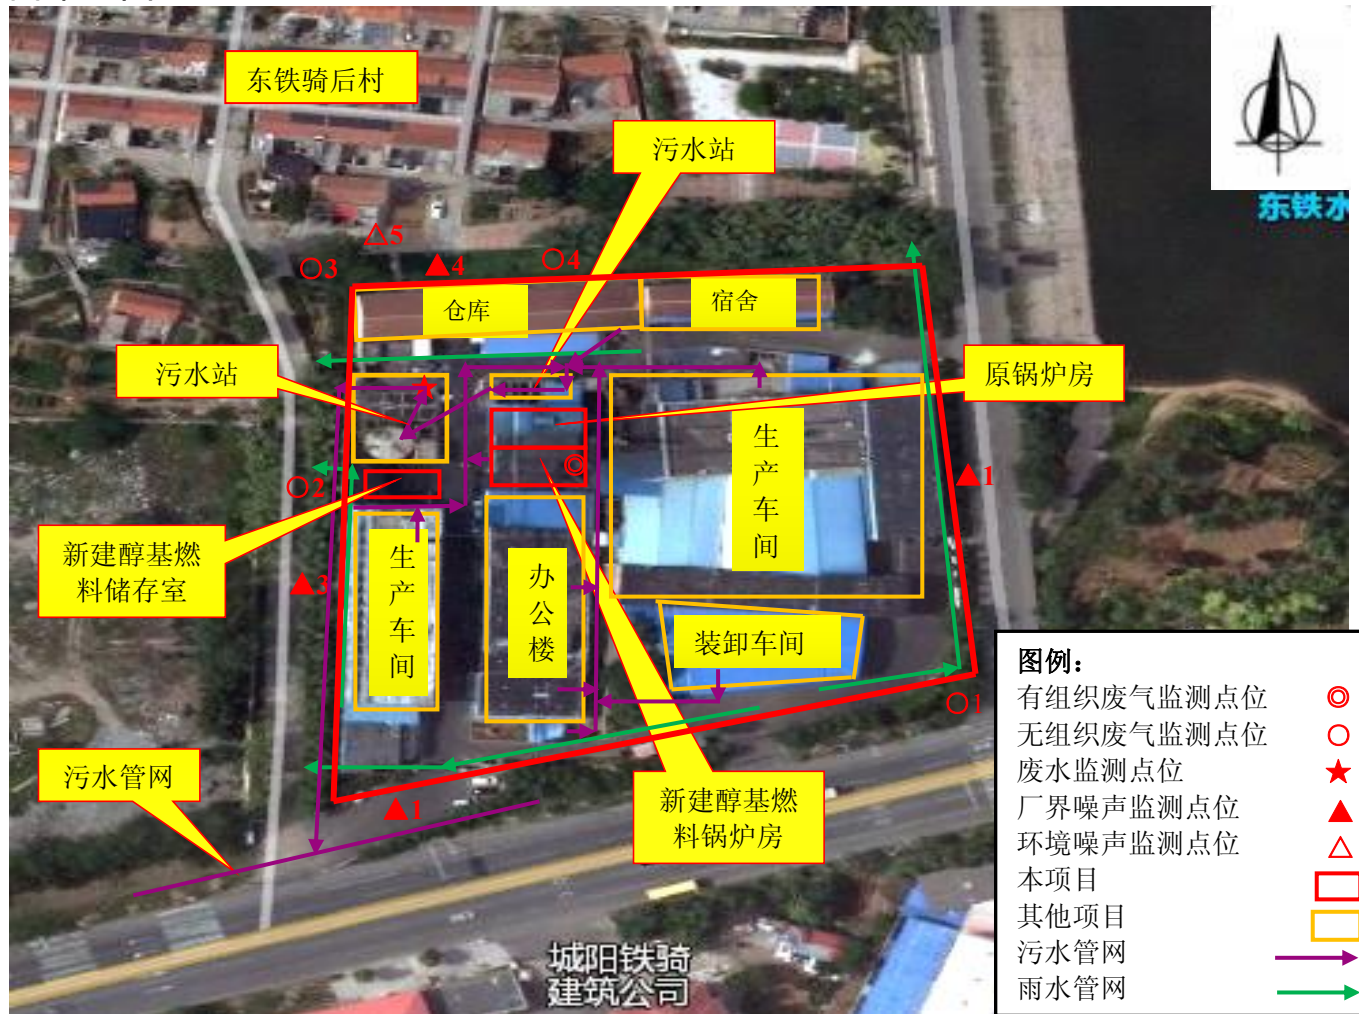 东铁骑后村
污水站
东铁水
△5
○3
▲4
○4
仓库
宿舍
污水站
原锅炉房
生产车间
▲1
○2
新建醇基燃
料储存室
▲3
生产车间
办公楼
装卸车间
○1
污水管网
▲1
新建醇基燃
料锅炉房
城阳铁骑
建筑公司
图例：
有组织废气监测点位 ◎
无组织废气监测点位 ○
废水监测点位 ★
厂界噪声监测点位 ▲
环境噪声监测点位 △
本项目
其他项目
污水管网
雨水管网